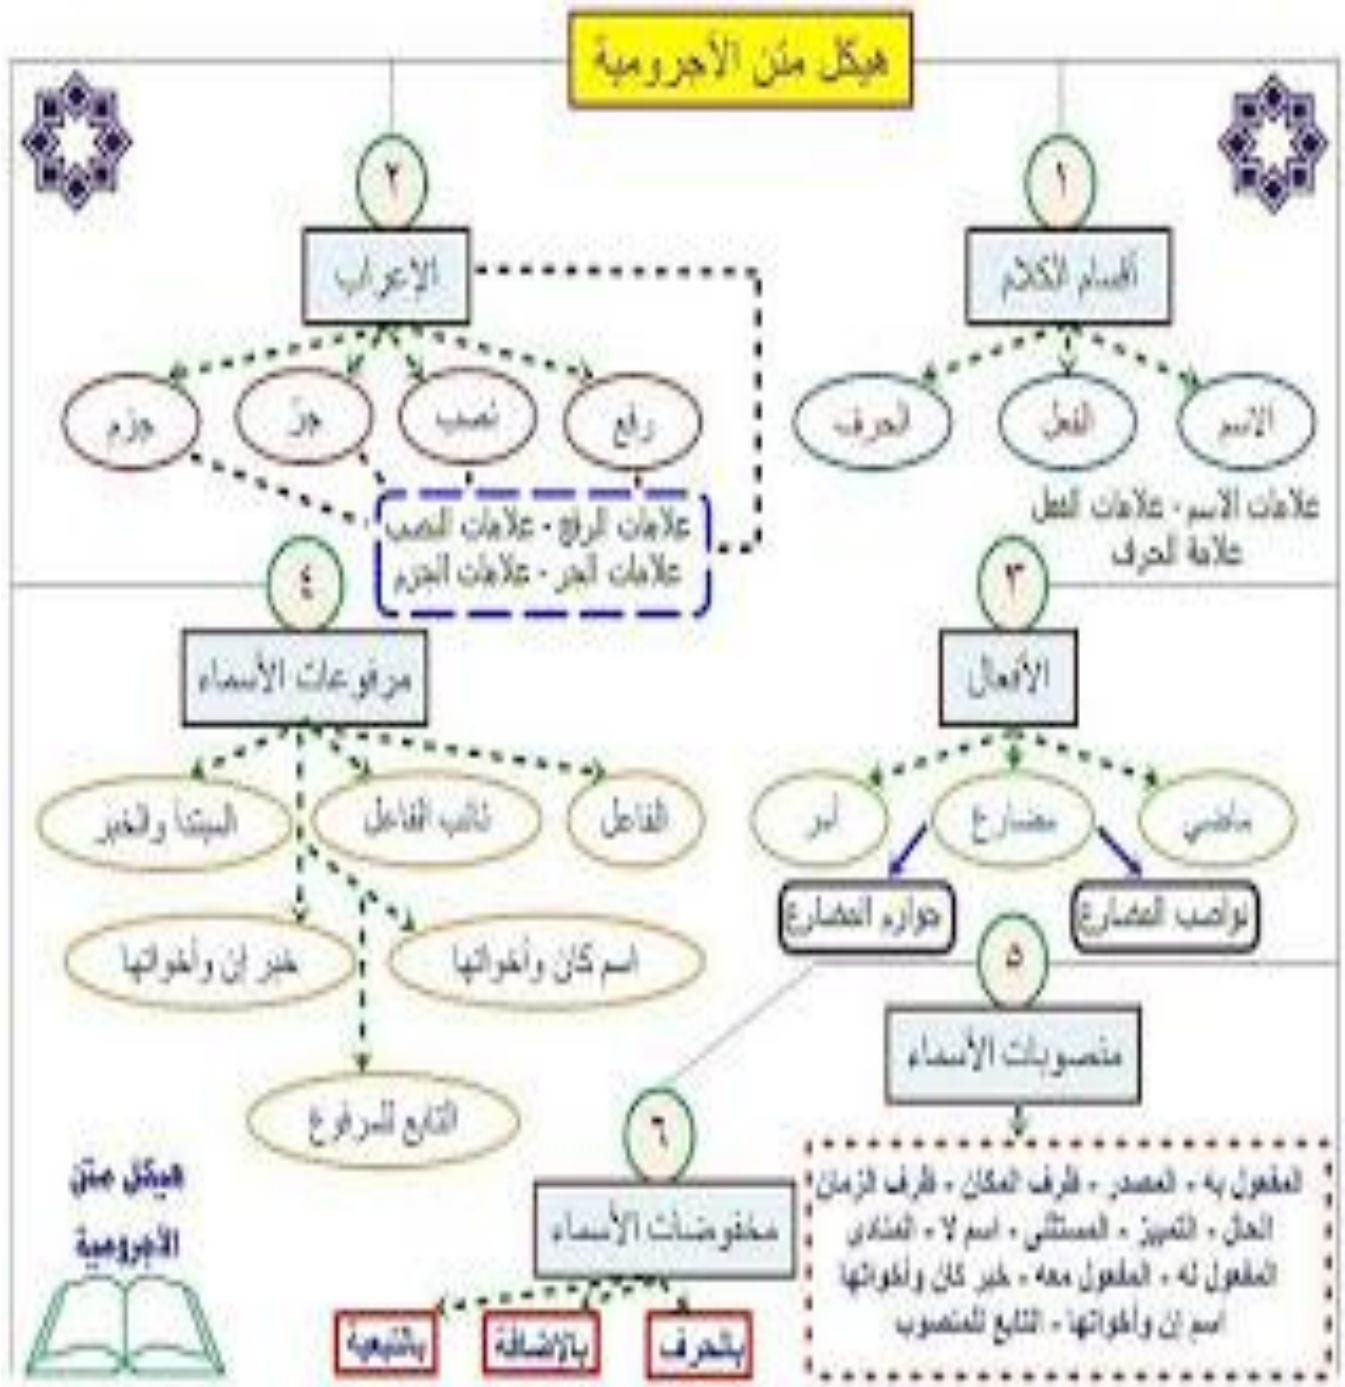 هيكل متن الأجرومية
١
أقسام الكلام
الاسم
الفعل
الحرف
علامات الاسم - علامات الفعل
علامة الحرف
٢
الإعراب
رفع
نصب
جرّ
جزم
علامات الرفع - علامات النصب
علامات الجر - علامات الجزم
٣
الأفعال
ماضي
مضارع
أمر
نواصب المضارع
جوازم المضارع
٤
مرفوعات الأسماء
الفاعل
نائب الفاعل
المبتدأ والخبر
اسم كان وأخواتها
خبر إن وأخواتها
التابع للمرفوع
٥
منصوبات الأسماء
المفعول به - المصدر - ظرف المكان - ظرف الزمان
الحال - التمييز - المستثنى - اسم لا - المنادى
المفعول له - المفعول معه - خبر كان وأخواتها
اسم إن وأخواتها - التابع للمنصوب
٦
مخفوضات الأسماء
بالحرف
بالإضافة
بالتبعية
هيكل متن
الأجرومية